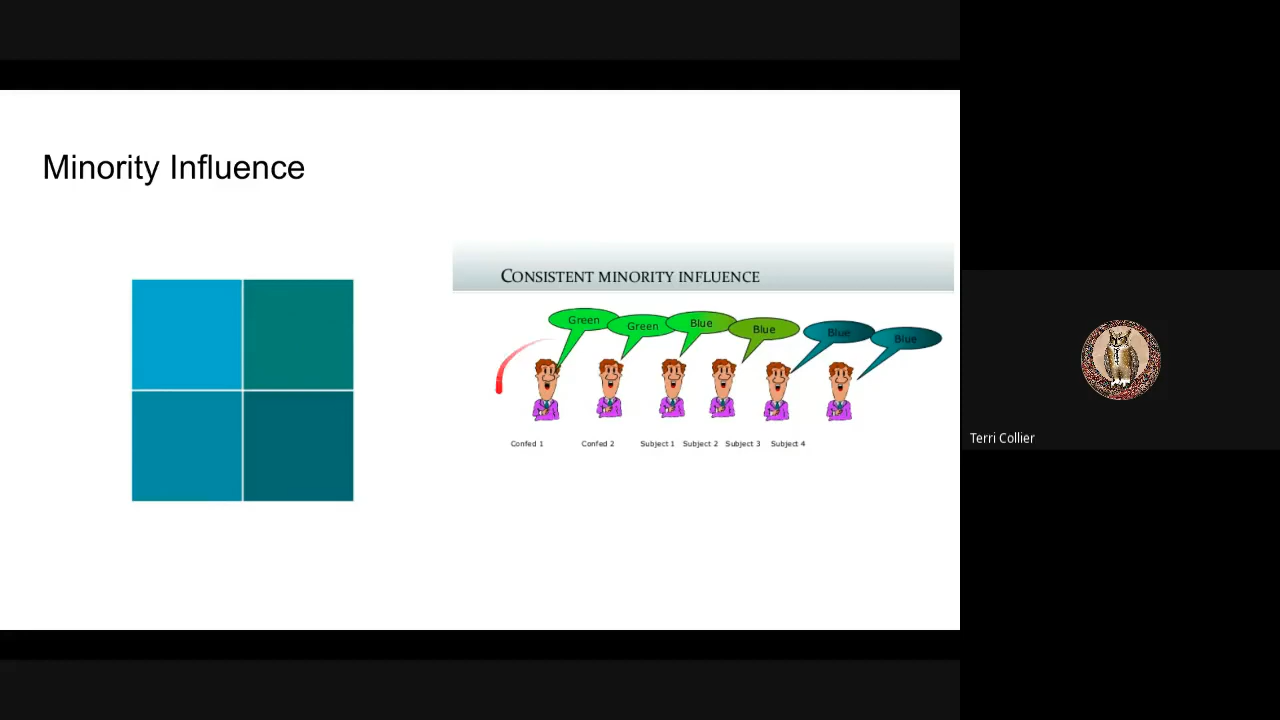 Minority Influence
CONSISTENT MINORITY INFLUENCE
Green Green Blue Blue Blue Blue
Confed 1 Confed 2 Subject 1 Subject 2 Subject 3 Subject 4
Terri Collier